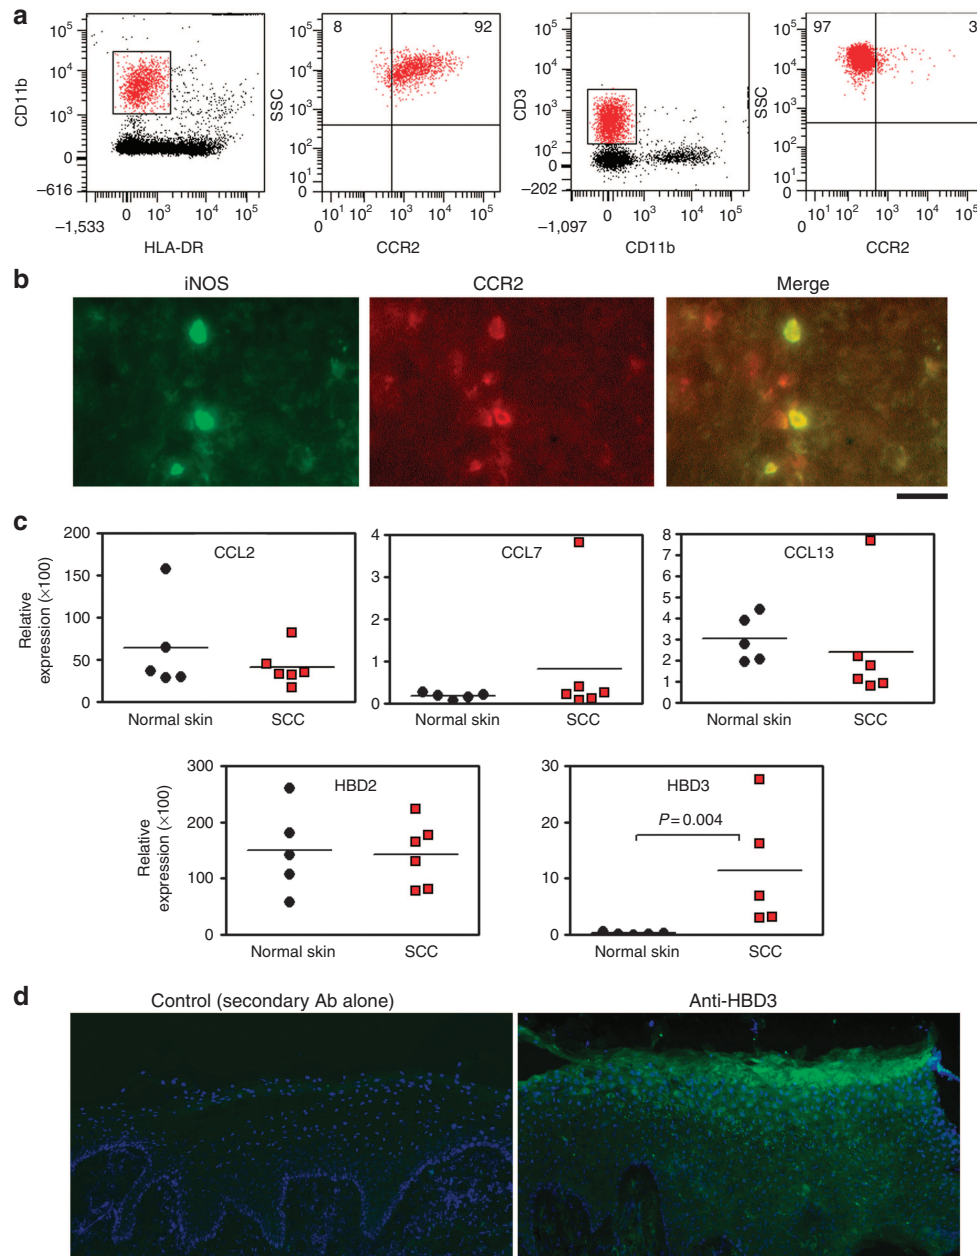 a
10⁵
10⁴
10³
0
–616
–1,533
0
10³
10⁴
10⁵
CD11b
HLA-DR
8
92
10⁵
10⁴
10³
10²
10¹
0
10¹
10²
10³
10⁴
10⁵
SSC
CCR2
10⁵
10⁴
10³
10²
0
–202
–1,097
0
10³
10⁴
10⁵
CD3
CD11b
97
3
10⁵
10⁴
10³
10²
10¹
0
10¹
10²
10³
10⁴
10⁵
SSC
CCR2
b
iNOS
CCR2
Merge
c
Relative
expression (×100)
200
150
100
50
0
CCL2
Normal skin
SCC
4
3
2
1
0
CCL7
Normal skin
SCC
8
7
6
5
4
3
2
1
0
CCL13
Normal skin
SCC
Relative
expression (×100)
300
200
100
0
HBD2
Normal skin
SCC
30
20
10
0
HBD3
P = 0.004
Normal skin
SCC
d
Control (secondary Ab alone)
Anti-HBD3